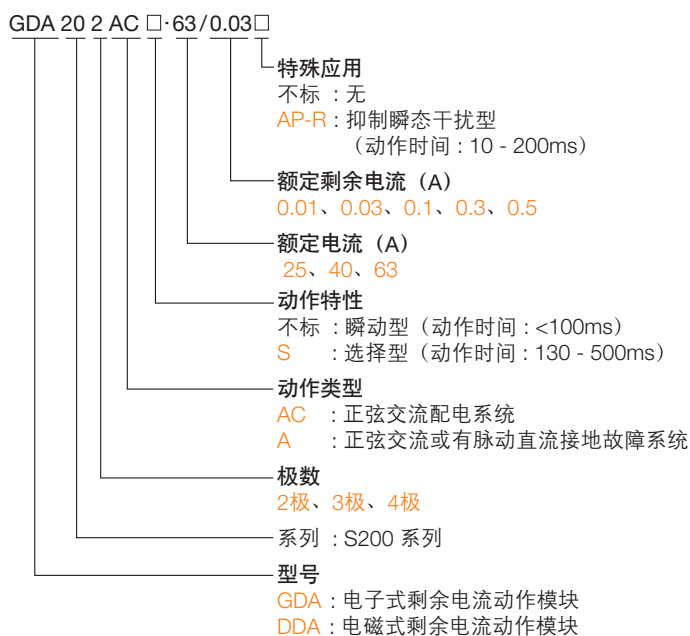 GDA 20 2 AC □·63/0.03□
特殊应用
不标 : 无
AP-R : 抑制瞬态干扰型
（动作时间 : 10 - 200ms）
额定剩余电流（A）
0.01、0.03、0.1、0.3、0.5
额定电流（A）
25、40、63
动作特性
不标 : 瞬动型（动作时间 : <100ms）
S : 选择型（动作时间 : 130 - 500ms）
动作类型
AC : 正弦交流配电系统
A : 正弦交流或有脉动直流接地故障系统
极数
2极、3极、4极
系列 : S200 系列
型号
GDA : 电子式剩余电流动作模块
DDA : 电磁式剩余电流动作模块